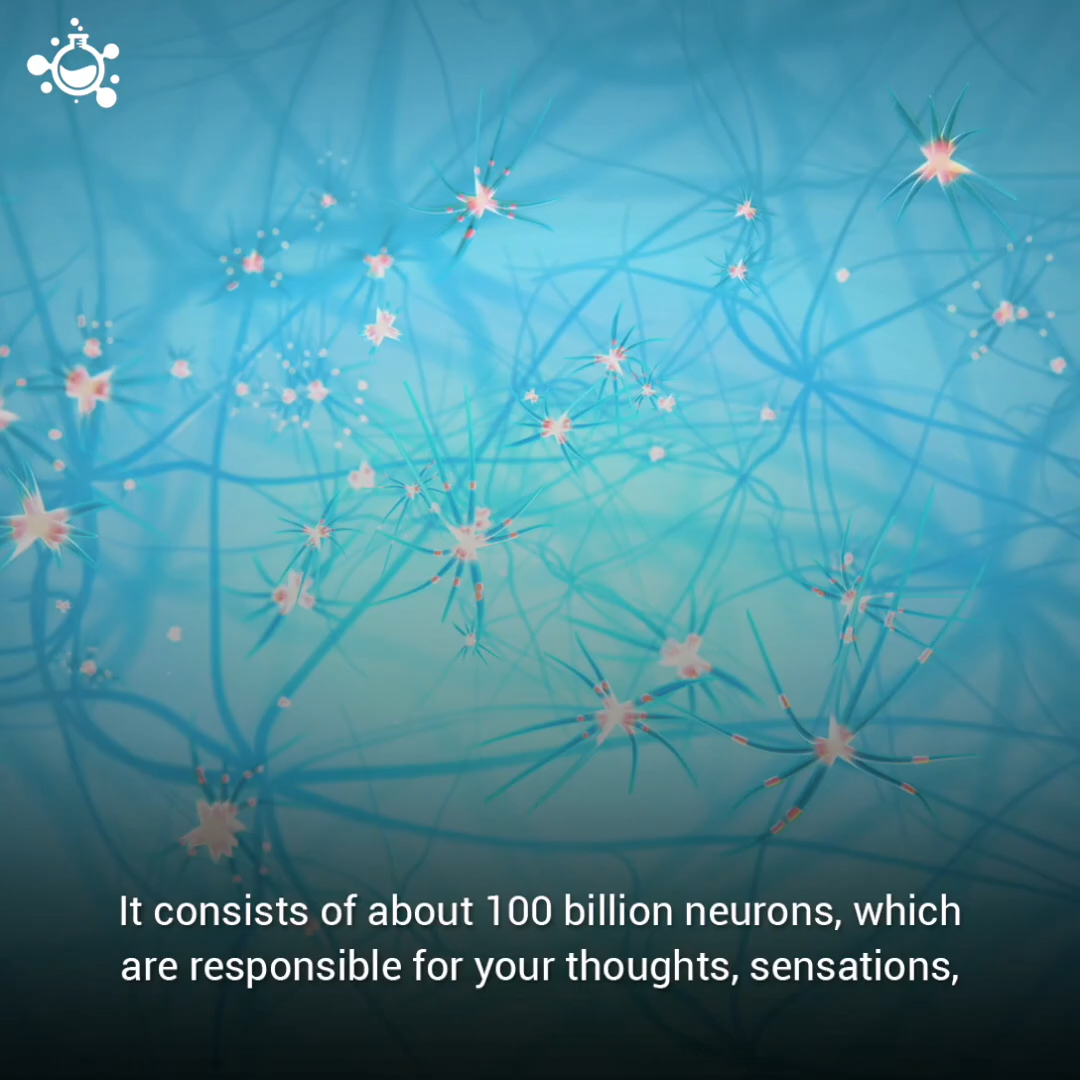 It consists of about 100 billion neurons, which
are responsible for your thoughts, sensations,